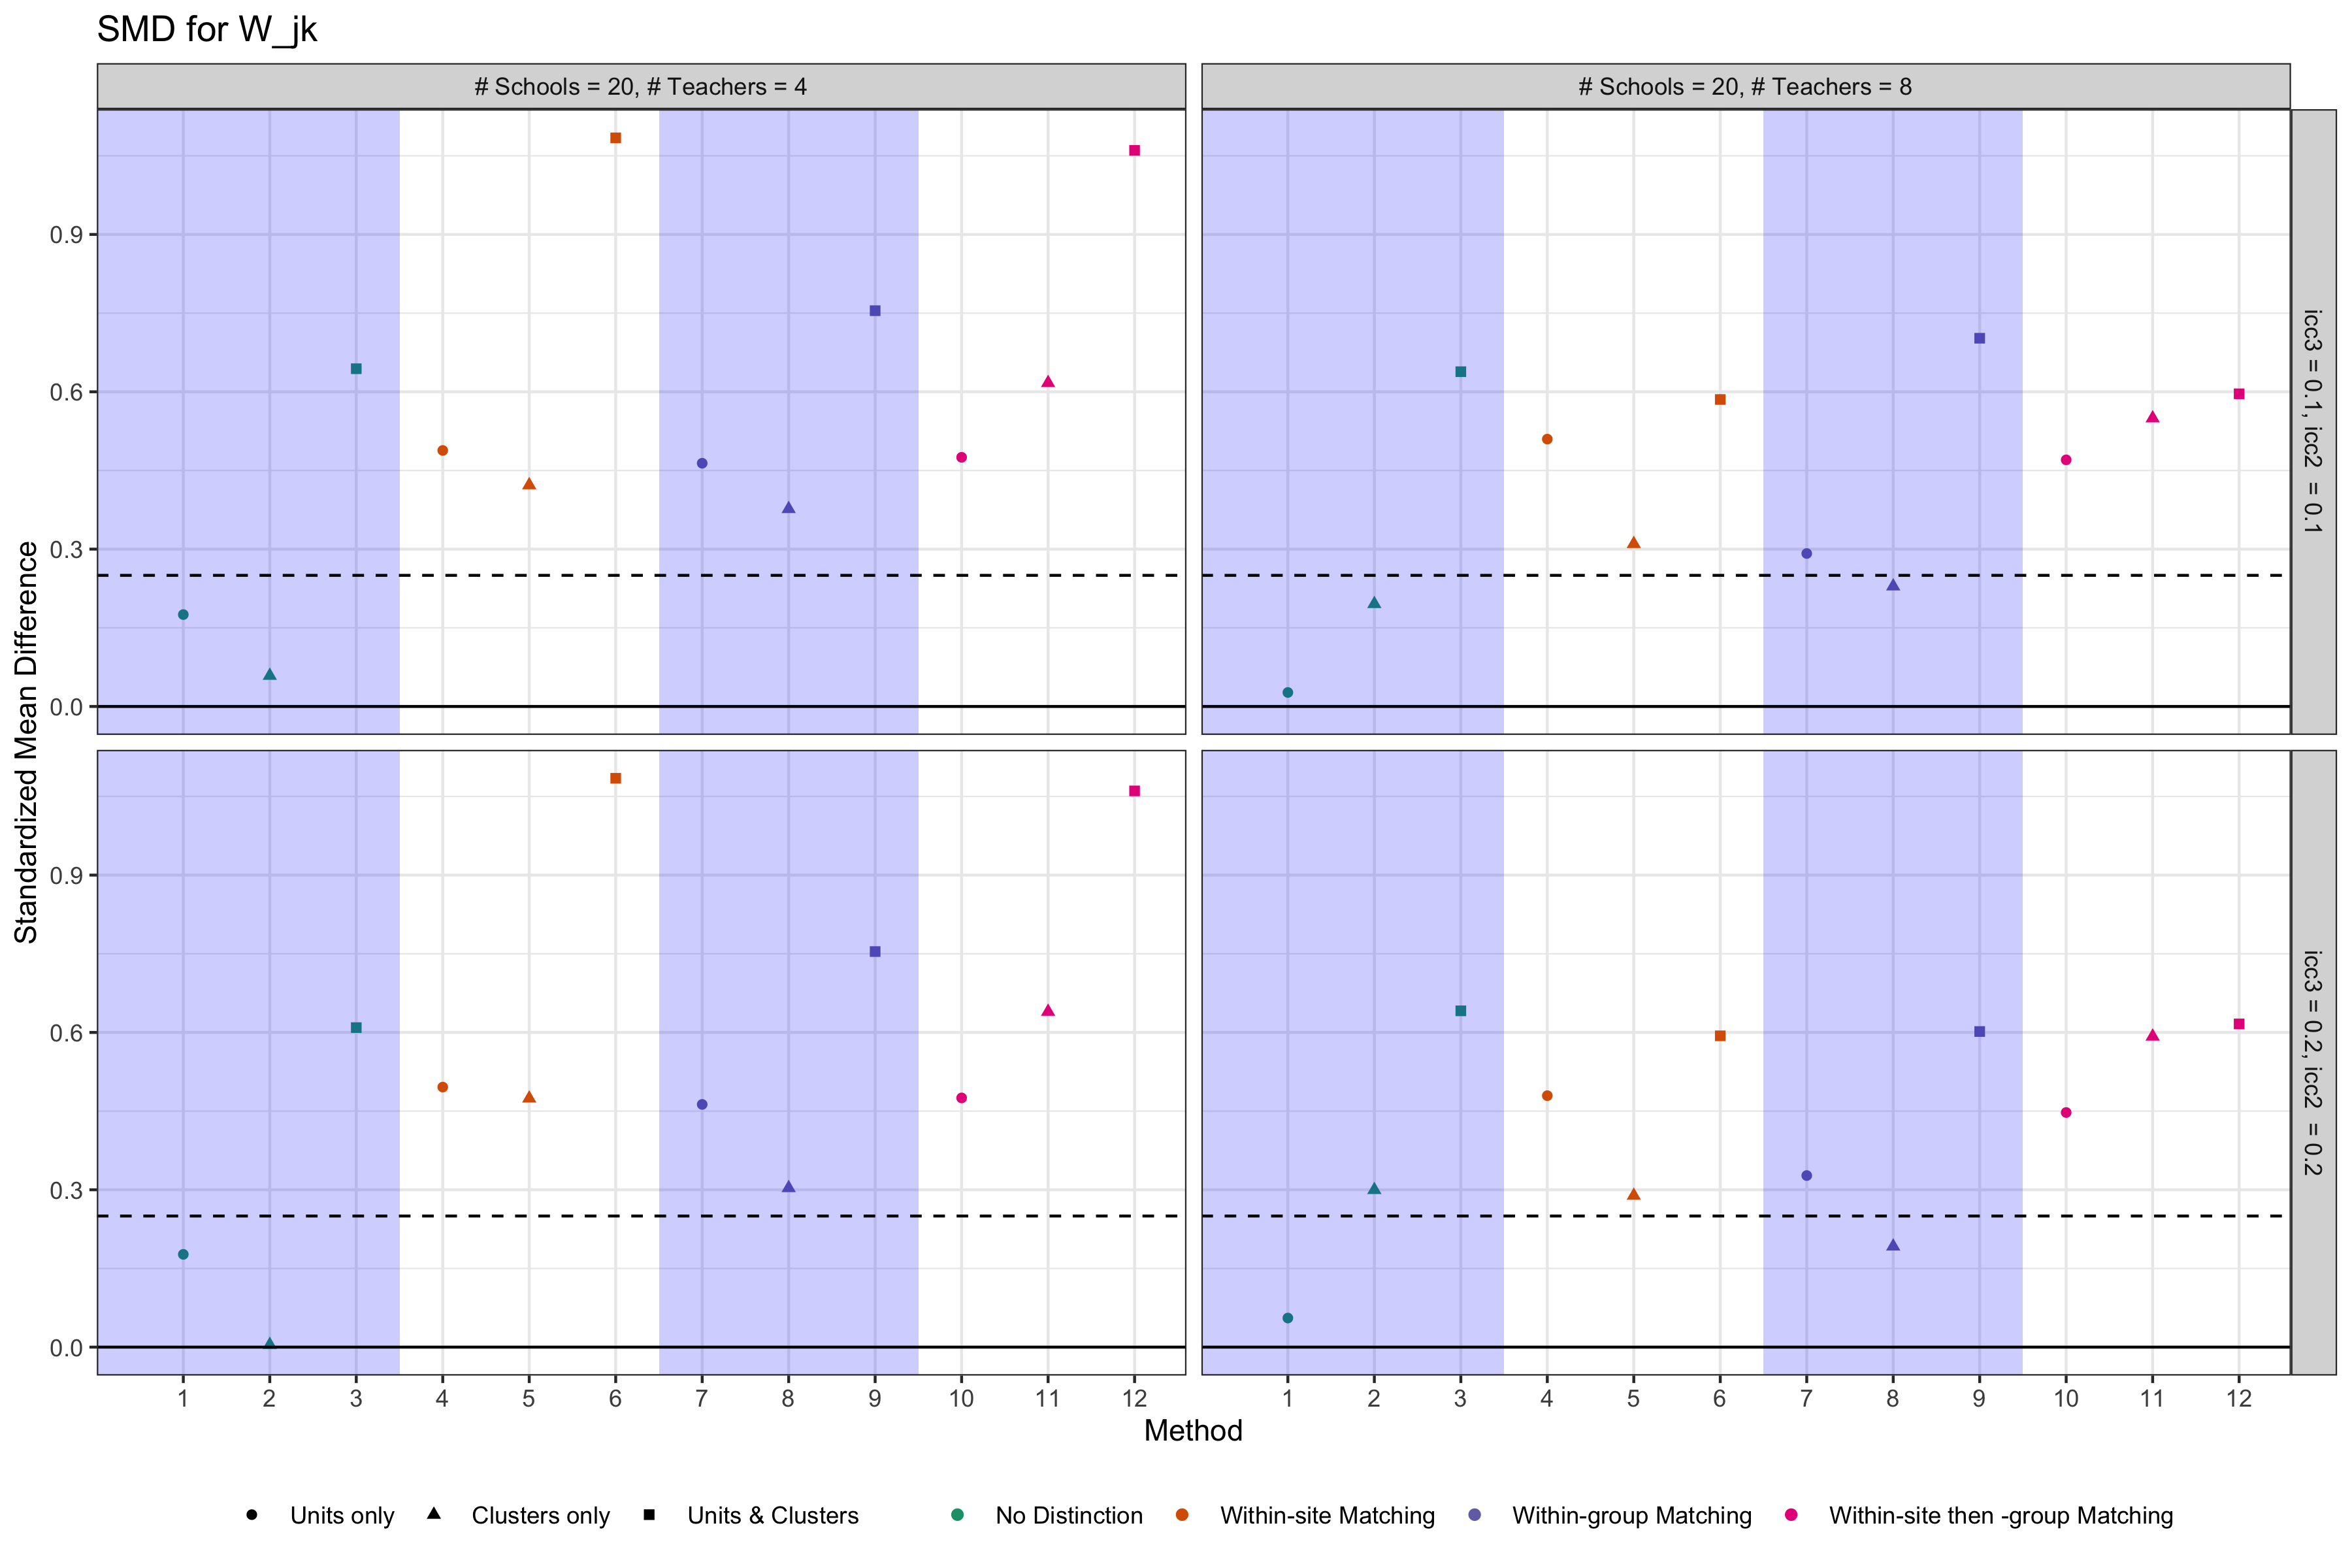 SMD for W_jk
# Schools = 20, # Teachers = 4
# Schools = 20, # Teachers = 8
0.9
0.6
0.3
0.0
icc3 = 0.1, icc2 = 0.1
Standardized Mean Difference
0.9
0.6
0.3
0.0
icc3 = 0.2, icc2 = 0.2
1 2 3 4 5 6 7 8 9 10 11 12
1 2 3 4 5 6 7 8 9 10 11 12
Method
Units only Clusters only Units & Clusters No Distinction Within-site Matching Within-group Matching Within-site then -group Matching